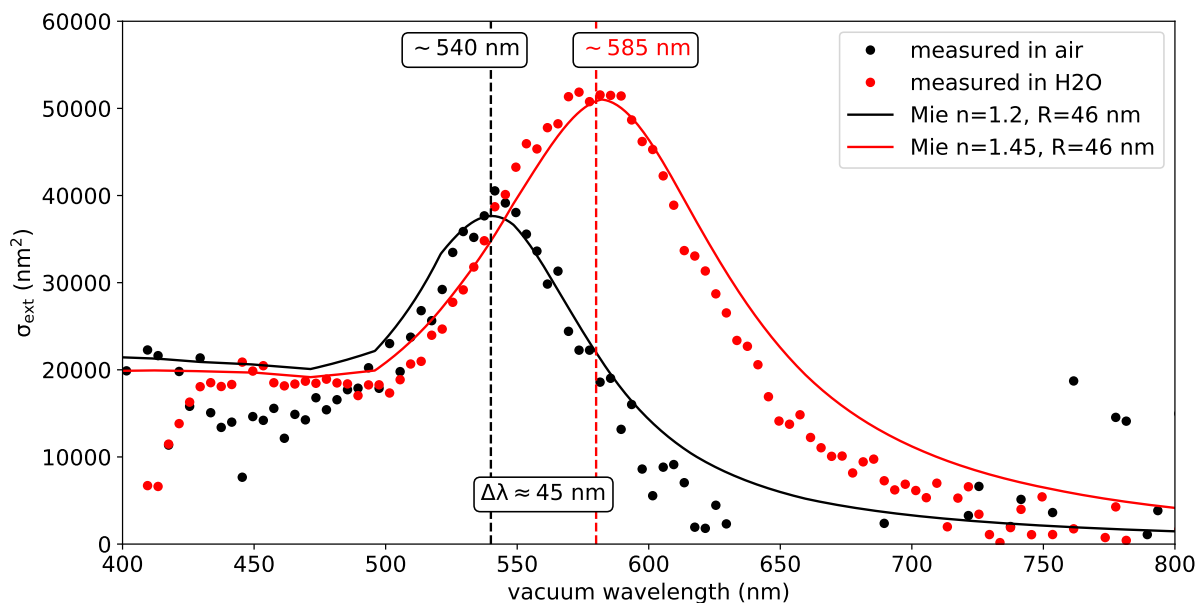 60000
50000
40000
30000
20000
10000
0
σext (nm²)
~ 540 nm
~ 585 nm
measured in air
measured in H2O
Mie n=1.2, R=46 nm
Mie n=1.45, R=46 nm
Δλ ≈ 45 nm
400 450 500 550 600 650 700 750 800
vacuum wavelength (nm)